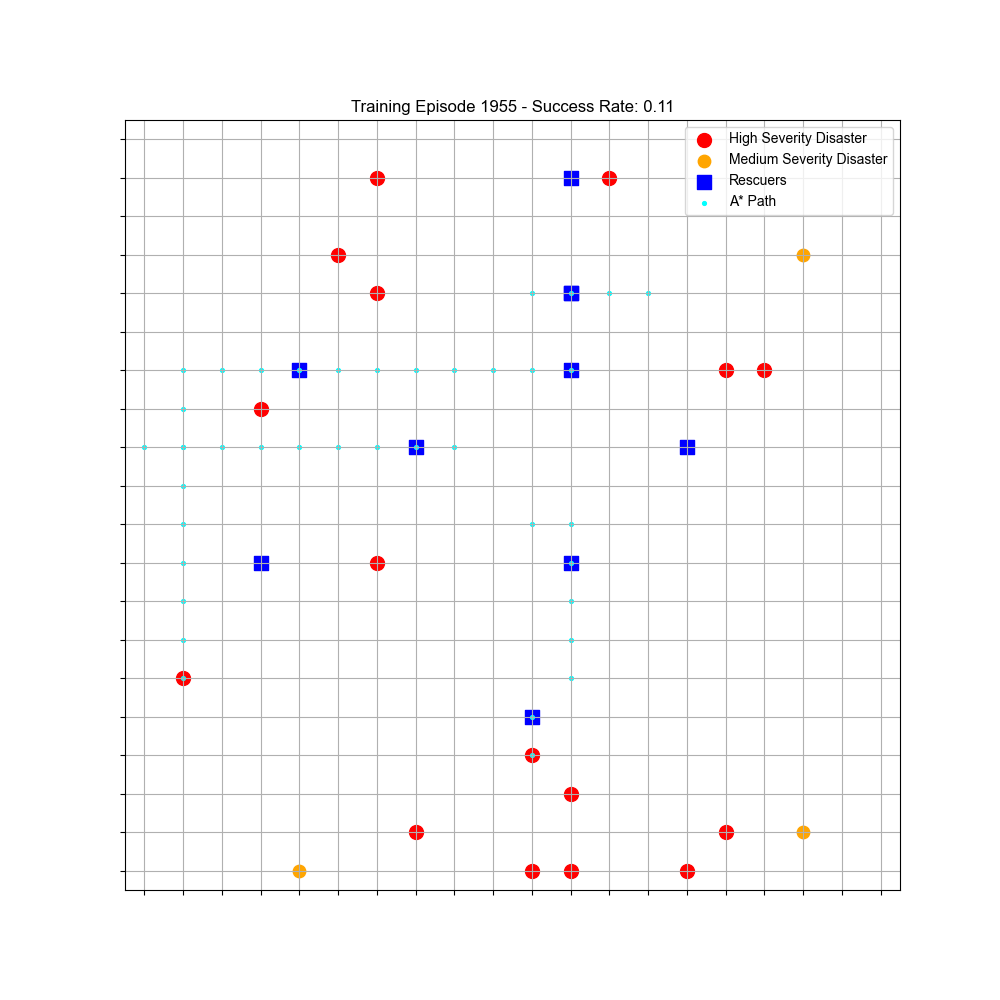 Training Episode 1955 - Success Rate: 0.11
High Severity Disaster
Medium Severity Disaster
Rescuers
A* Path